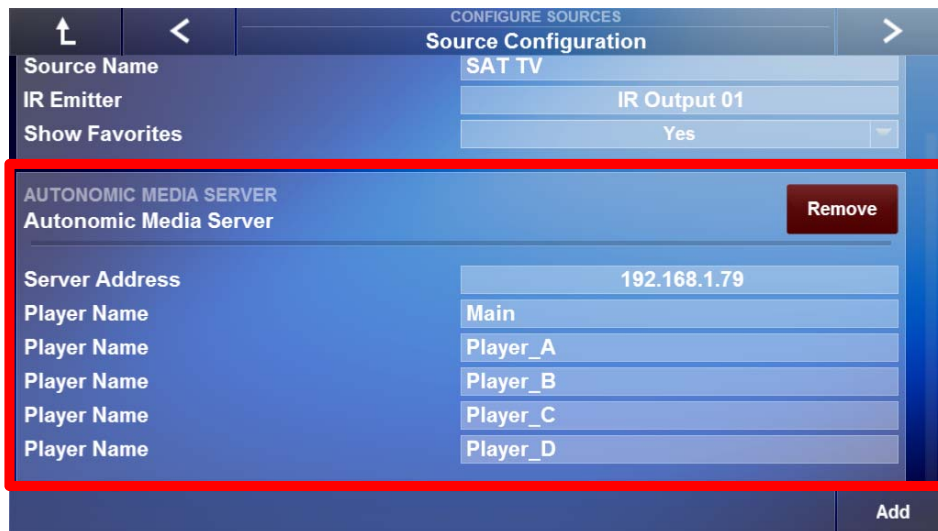 CONFIGURE SOURCES
Source Configuration
Source Name SAT TV
IR Emitter IR Output 01
Show Favorites Yes
AUTONOMIC MEDIA SERVER
Autonomic Media Server
Remove
Server Address 192.168.1.79
Player Name Main
Player Name Player_A
Player Name Player_B
Player Name Player_C
Player Name Player_D
Add